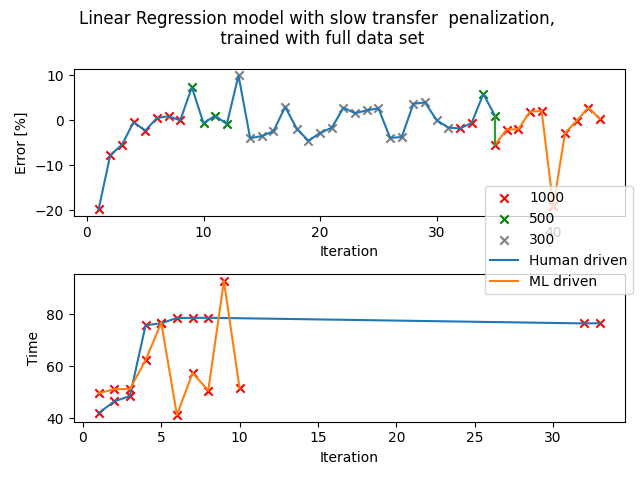 Linear Regression model with slow transfer  penalization,
trained with full data set
10
0
−10
−20
Error [%]
0
10
20
30
40
Iteration
1000
500
300
Human driven
ML driven
80
60
40
Time
0
5
10
15
20
25
30
Iteration